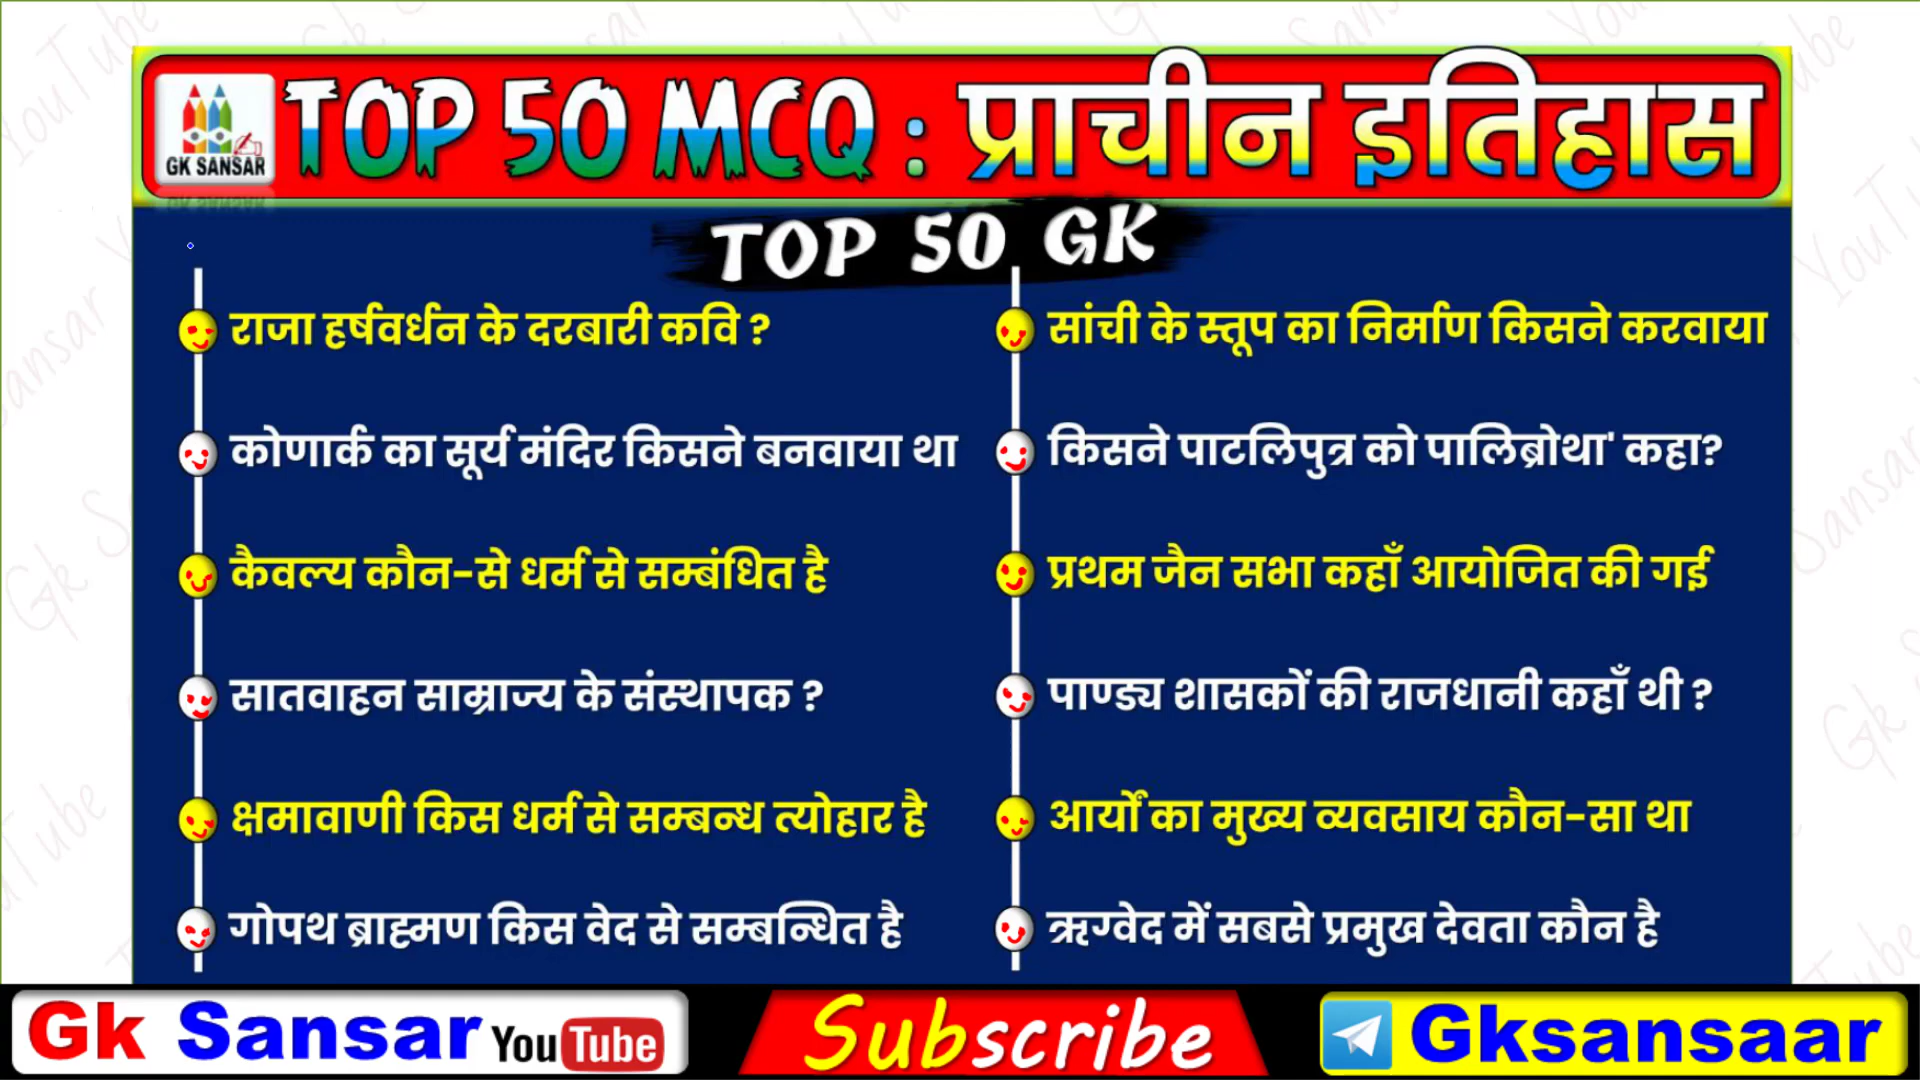 GK SANSAR
TOP 50 MCQ : प्राचीन इतिहास
TOP 50 GK
राजा हर्षवर्धन के दरबारी कवि ?
कोणार्क का सूर्य मंदिर किसने बनवाया था
कैवल्य कौन-से धर्म से सम्बंधित है
सातवाहन साम्राज्य के संस्थापक ?
क्षमावाणी किस धर्म से सम्बन्ध त्योहार है
गोपथ ब्राह्मण किस वेद से सम्बन्धित है
सांची के स्तूप का निर्माण किसने करवाया
किसने पाटलिपुत्र को पालिब्रोथा' कहा?
प्रथम जैन सभा कहाँ आयोजित की गई
पाण्ड्य शासकों की राजधानी कहाँ थी ?
आर्यों का मुख्य व्यवसाय कौन-सा था
ऋग्वेद में सबसे प्रमुख देवता कौन है
Gk Sansar YouTube
Subscribe
Gksansaar